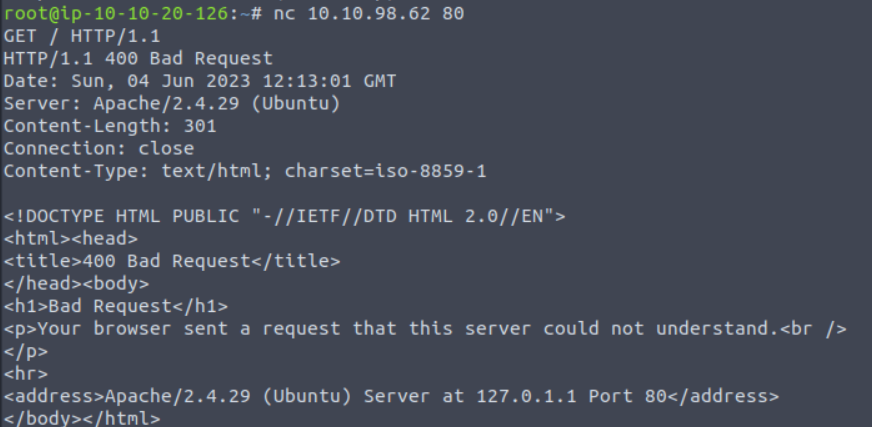 root@ip-10-10-20-126:~# nc 10.10.98.62 80
GET / HTTP/1.1
HTTP/1.1 400 Bad Request
Date: Sun, 04 Jun 2023 12:13:01 GMT
Server: Apache/2.4.29 (Ubuntu)
Content-Length: 301
Connection: close
Content-Type: text/html; charset=iso-8859-1

<!DOCTYPE HTML PUBLIC "-//IETF//DTD HTML 2.0//EN">
<html><head>
<title>400 Bad Request</title>
</head><body>
<h1>Bad Request</h1>
<p>Your browser sent a request that this server could not understand.<br />
</p>
<hr>
<address>Apache/2.4.29 (Ubuntu) Server at 127.0.1.1 Port 80</address>
</body></html>